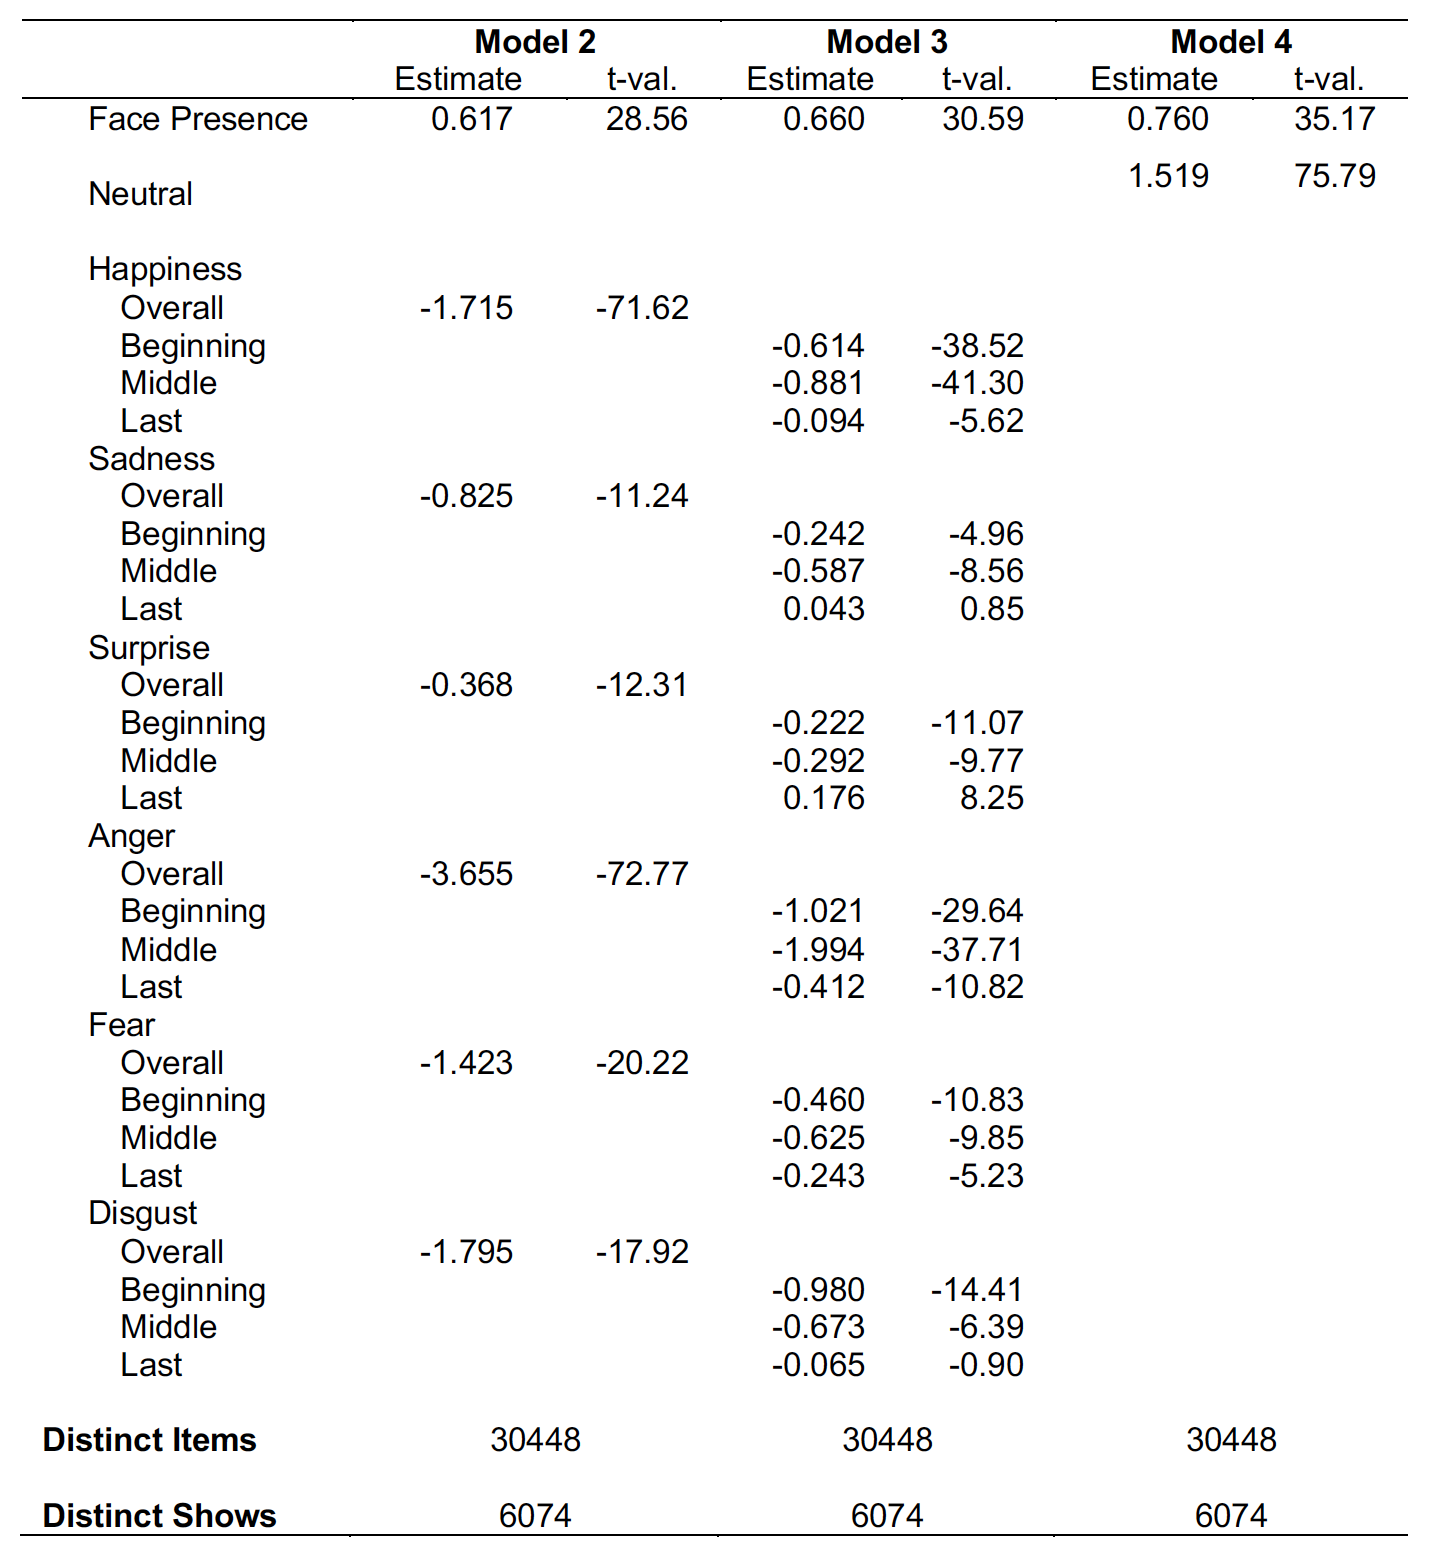 Model 2 Model 3 Model 4
Estimate t-val. Estimate t-val. Estimate t-val.
Face Presence 0.617 28.56 0.660 30.59 0.760 35.17
Neutral 1.519 75.79
Happiness
Overall -1.715 -71.62
Beginning -0.614 -38.52
Middle -0.881 -41.30
Last -0.094 -5.62
Sadness
Overall -0.825 -11.24
Beginning -0.242 -4.96
Middle -0.587 -8.56
Last 0.043 0.85
Surprise
Overall -0.368 -12.31
Beginning -0.222 -11.07
Middle -0.292 -9.77
Last 0.176 8.25
Anger
Overall -3.655 -72.77
Beginning -1.021 -29.64
Middle -1.994 -37.71
Last -0.412 -10.82
Fear
Overall -1.423 -20.22
Beginning -0.460 -10.83
Middle -0.625 -9.85
Last -0.243 -5.23
Disgust
Overall -1.795 -17.92
Beginning -0.980 -14.41
Middle -0.673 -6.39
Last -0.065 -0.90
Distinct Items 30448 30448 30448
Distinct Shows 6074 6074 6074